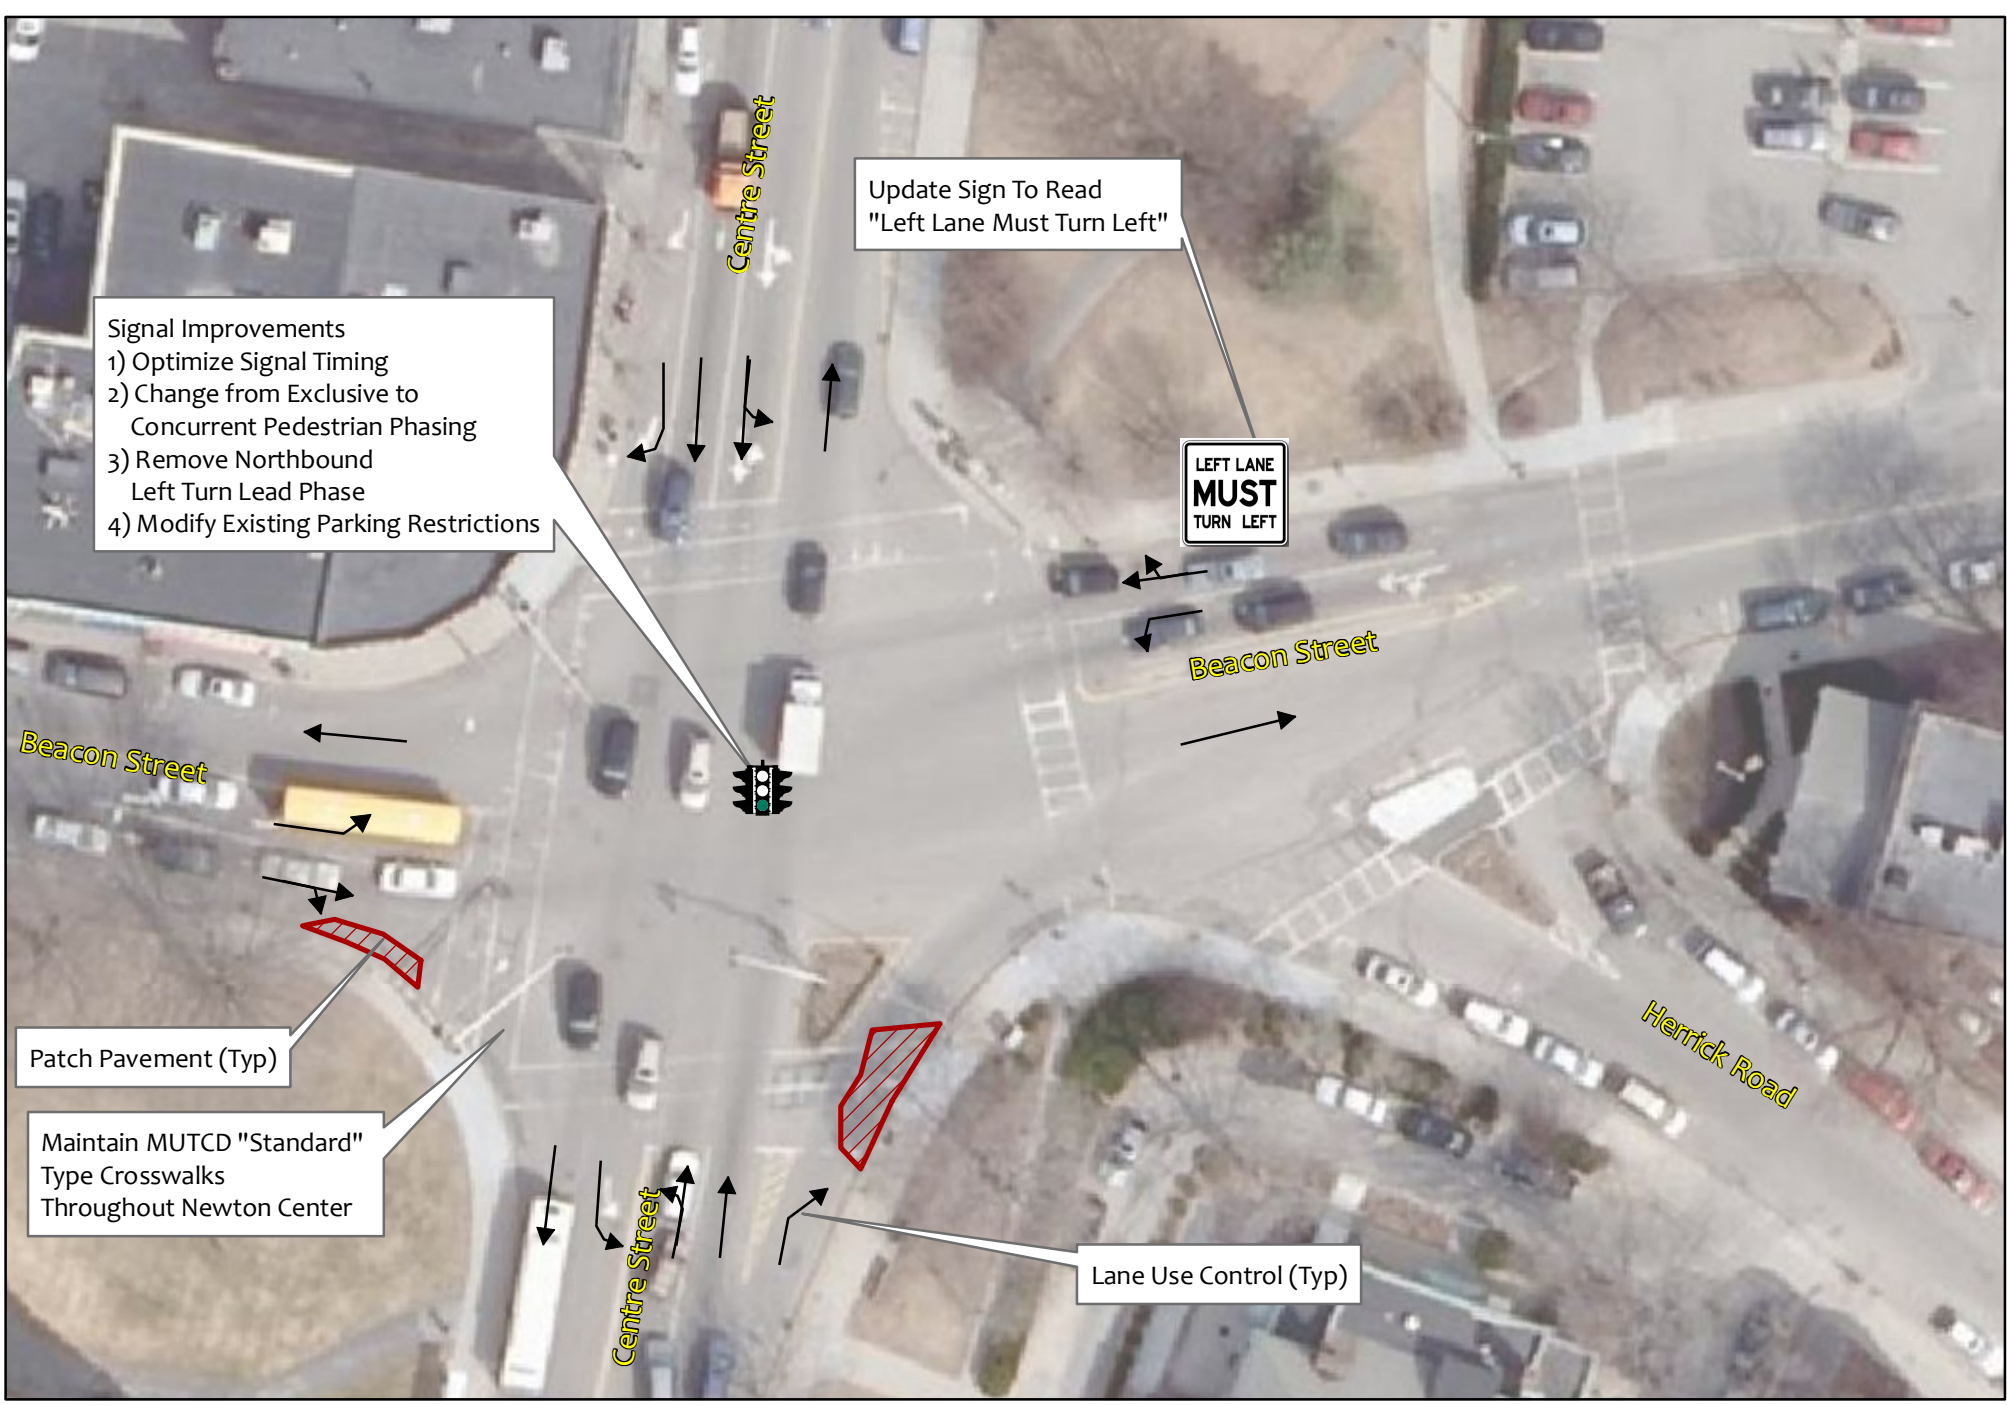 Centre Street
Update Sign To Read
"Left Lane Must Turn Left"
Signal Improvements
1) Optimize Signal Timing
2) Change from Exclusive to
Concurrent Pedestrian Phasing
3) Remove Northbound
Left Turn Lead Phase
4) Modify Existing Parking Restrictions
LEFT LANE
MUST
TURN LEFT
Beacon Street
Beacon Street
Patch Pavement (Typ)
Herrick Road
Maintain MUTCD "Standard"
Type Crosswalks
Throughout Newton Center
Centre Street
Lane Use Control (Typ)